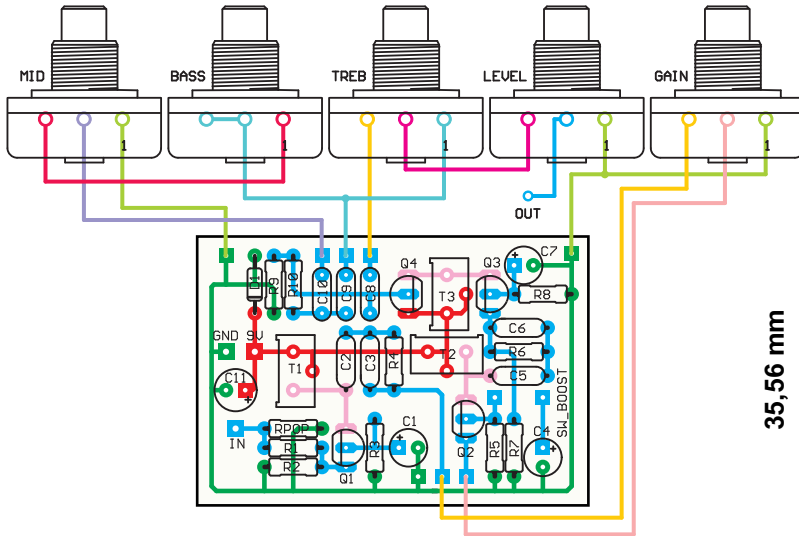 MID BASS TREB LEVEL GAIN
1 1 1 1 1
OUT
Q4 Q3 C7
D1 R9 R10 C10 C9 C8 T3 R8
GND 9V C6
T1 C2 C3 R4 T2 R6
C11 C5
SW_BOOST
RPOP C1 C4
IN R1 R3 Q2 R5 R7
R2
Q1
35,56 mm